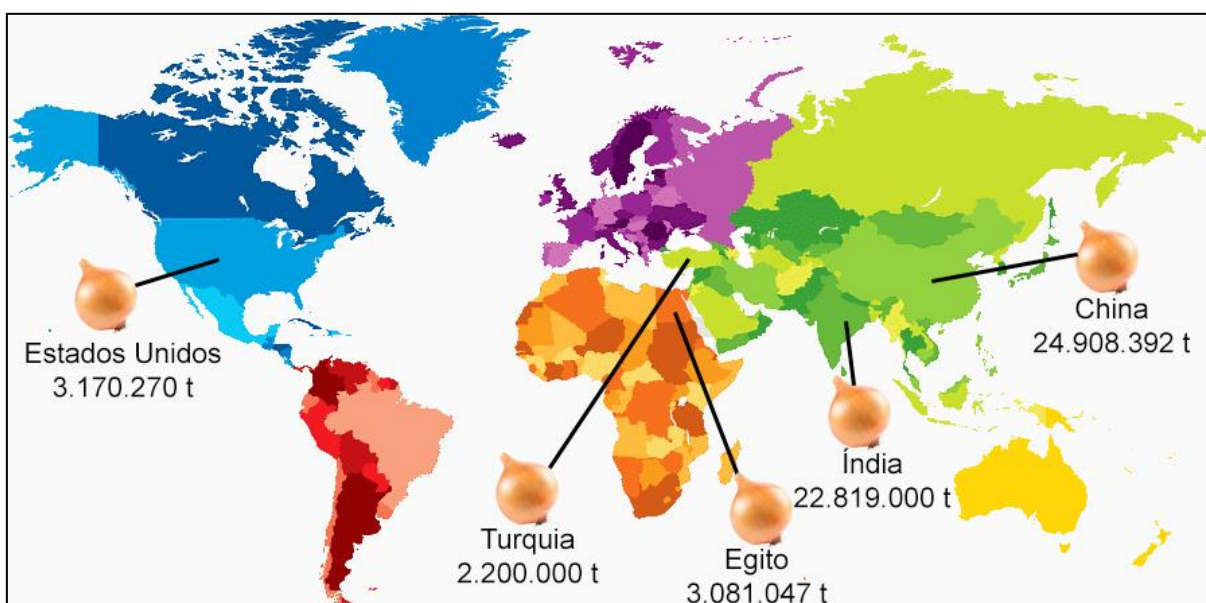 Estados Unidos
3.170.270 t
Turquia
2.200.000 t
Egito
3.081.047 t
Índia
22.819.000 t
China
24.908.392 t